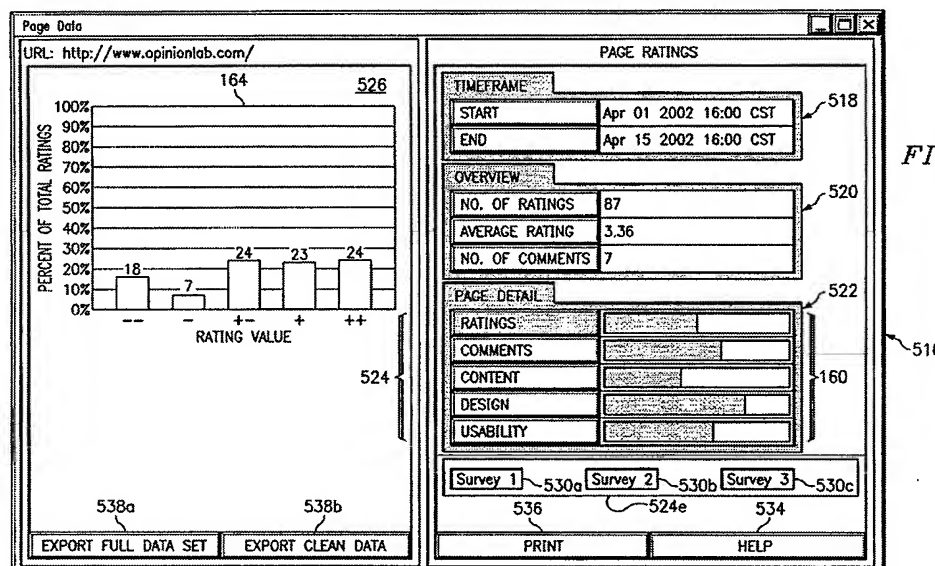 Page Data
URL: http://www.opinionlab.com/
164
526
PERCENT OF TOTAL RATINGS
100%
90%
80%
70%
60%
50%
40%
30%
20%
10%
0%
18
7
24
23
24
-- - +- + ++
RATING VALUE
524
538a
538b
EXPORT FULL DATA SET
EXPORT CLEAN DATA
PAGE RATINGS
TIMEFRAME
START Apr 01 2002 16:00 CST
END Apr 15 2002 16:00 CST
518
OVERVIEW
NO. OF RATINGS 87
AVERAGE RATING 3.36
NO. OF COMMENTS 7
520
PAGE DETAIL
522
RATINGS
COMMENTS
CONTENT
DESIGN
USABILITY
160
Survey 1 530a Survey 2 530b Survey 3 530c
536
524e
534
PRINT
HELP
FI